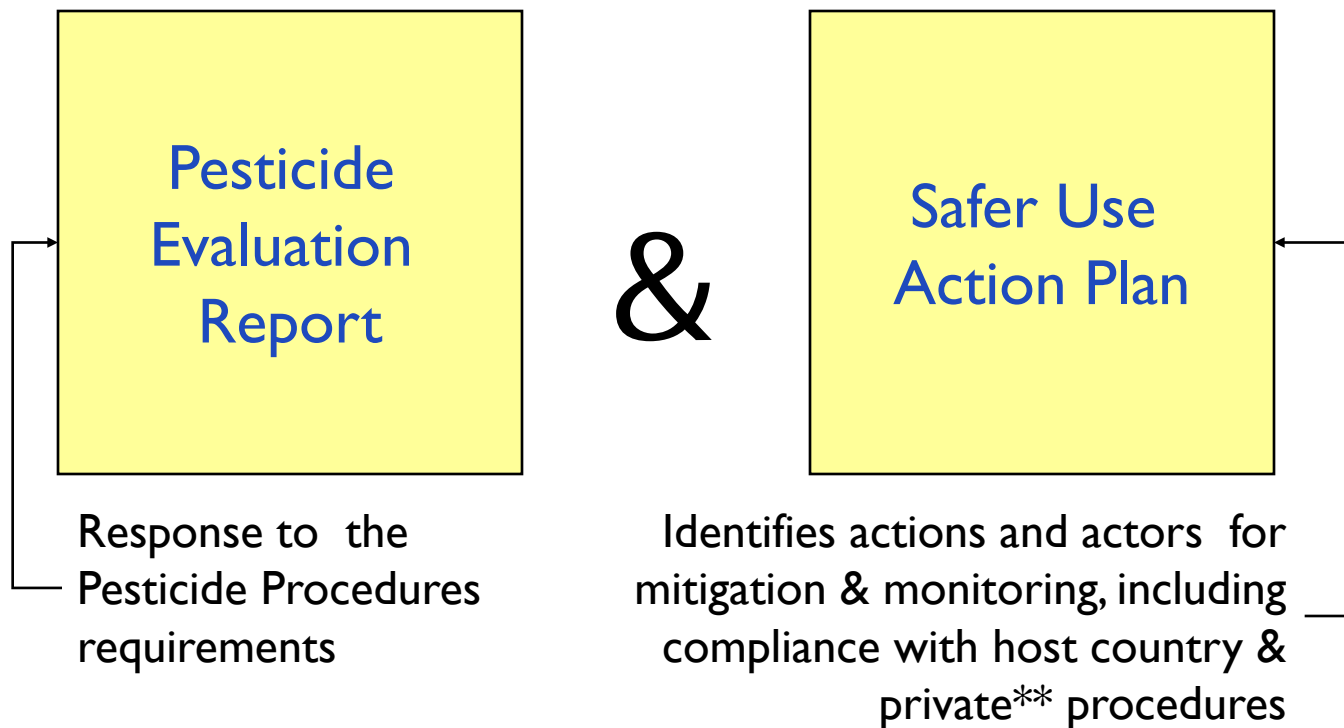 Pesticide
Evaluation
Report
&
Safer Use
Action Plan
Response to the
Pesticide Procedures
requirements
Identifies actions and actors for
mitigation & monitoring, including
compliance with host country &
private** procedures